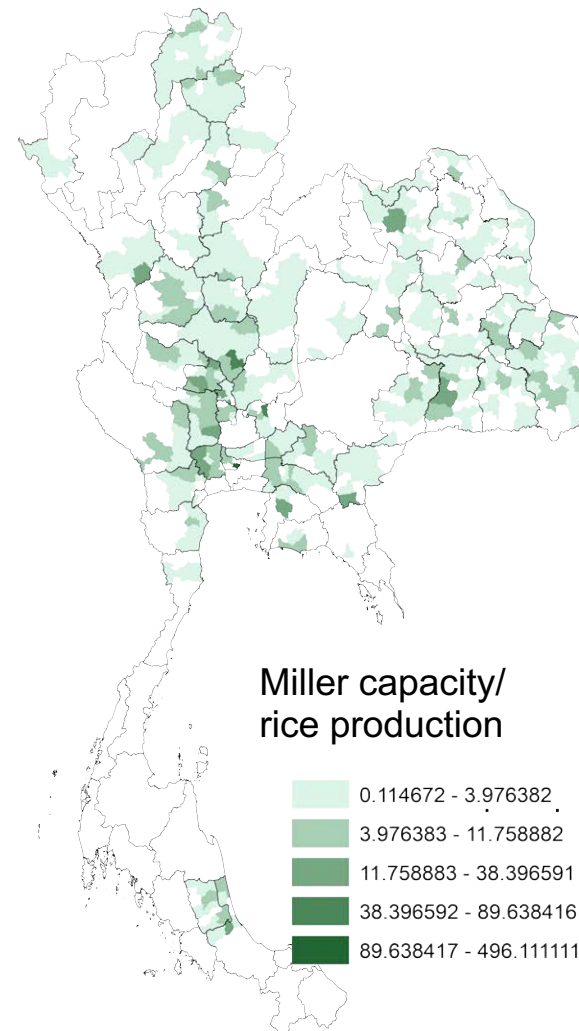 Miller capacity/
rice production
0.114672 - 3.976382
3.976383 - 11.758882
11.758883 - 38.396591
38.396592 - 89.638416
89.638417 - 496.111111